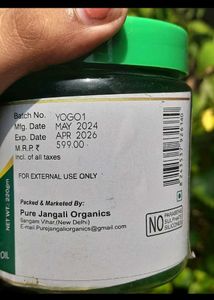 Batch No. YOGO1
Mfg. Date MAY 2024
Exp. Date APR 2026
M.R.P ₹ 599.00
Incl. of all taxes
FOR EXTERNAL USE ONLY
Packed & Marketed By:
Pure Jangali Organics
Sangam Vihar,(New Delhi)
E-mail.Purejangaliorganics@gmail.com
NO
PARABENS
SULPHATE
SILICONES
NET WT. 220gm
OIL